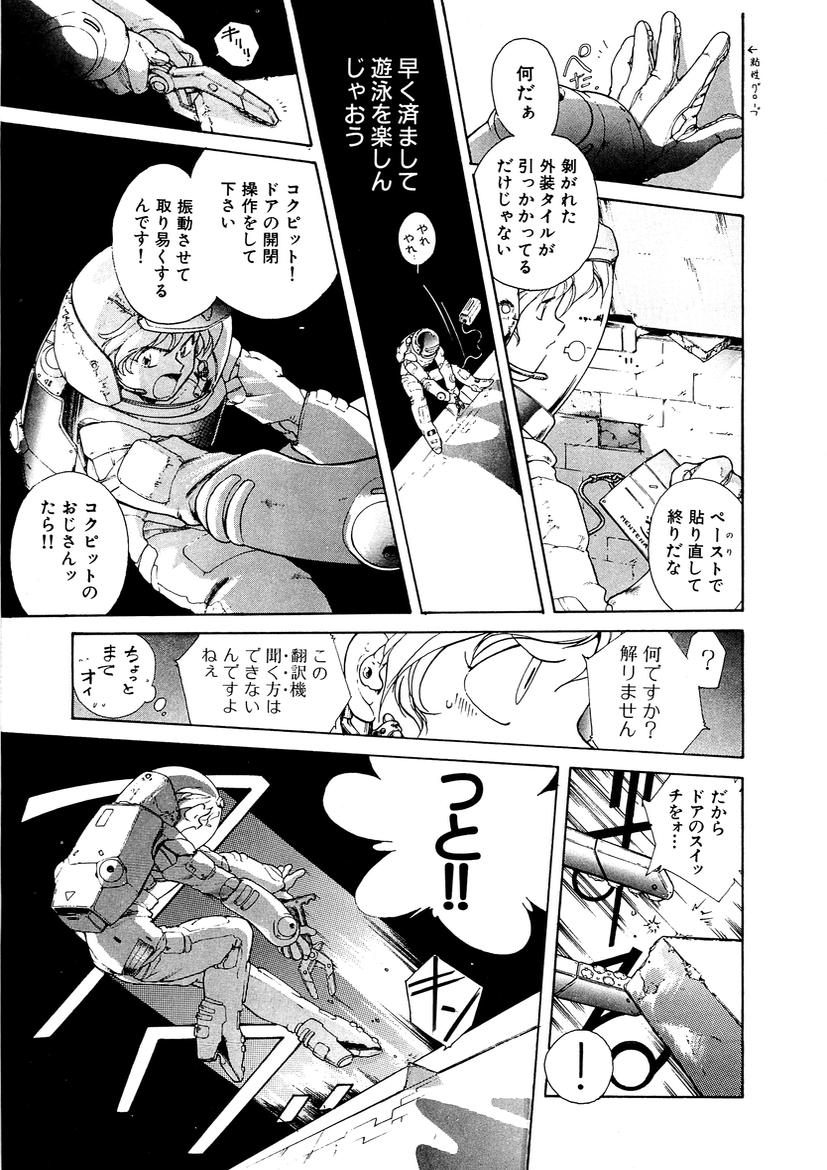 ←粘性グローブ
ぺた
何だぁ
剝がれた
外装タイルが
引っかかってる
だけじゃない
ペーストで
のり
貼り直して
終りだな
MENTENA
早く済まして
遊泳を楽しん
じゃおう
やれ
やれ…
キッ!
コクピット!
ドアの開閉
操作をして
下さい
振動させて
取り易くする
んです!
コクピットの
おじさんッ
たら!!
?
何ですか?
解りません
この
翻訳機
聞く方は
できない
んですよ
ねぇ
ちょっと
まて
オイ
だから
ドアのスイッ
チをォ…
!
つと!!
キン